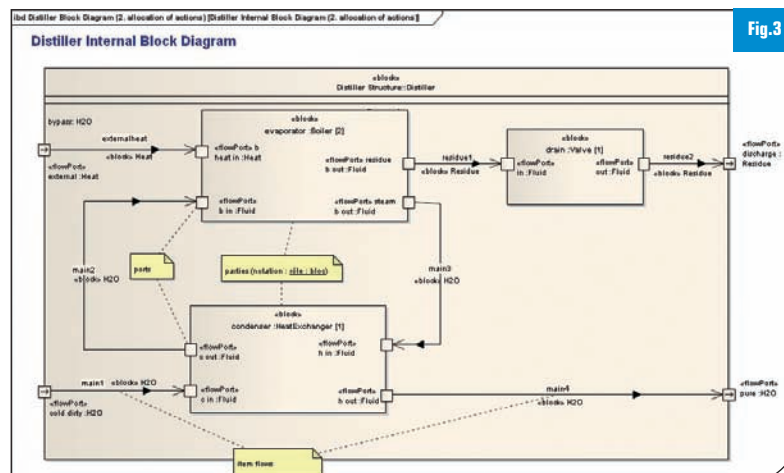 ibd Distiller Block Diagram (2. allocation of actions) [Distiller Internal Block Diagram (2. allocation of actions)]
Fig.3
Distiller Internal Block Diagram
«block»
Distiller Structure::Distiller
bypass: H2O
externalheat
«block» Heat
«flowPort»
external :Heat
«block»
evaporator :Boiler [2]
«flowPort» b
heat in :Heat
«flowPort» residue
b out :Fluid
«flowPort»
b in :Fluid
«flowPort» steam
b out :Fluid
residue1
«block» Residue
«block»
drain :Valve [1]
«flowPort»
in :Fluid
«flowPort»
out :Fluid
residue2
«block» Residue
«flowPort»
discharge :
Residue
main2
«block» H2O
ports
parties (notation :
main3
«block» H2O
«block»
condenser :HeatExchanger [1]
«flowPort»
c out :Fluid
«flowPort»
h in :Fluid
«flowPort»
c in :Fluid
«flowPort»
h out :Fluid
main1
«block» H2O
«flowPort»
cold dirty :H2O
main4
«block» H2O
«flowPort»
pure :H2O
item flows